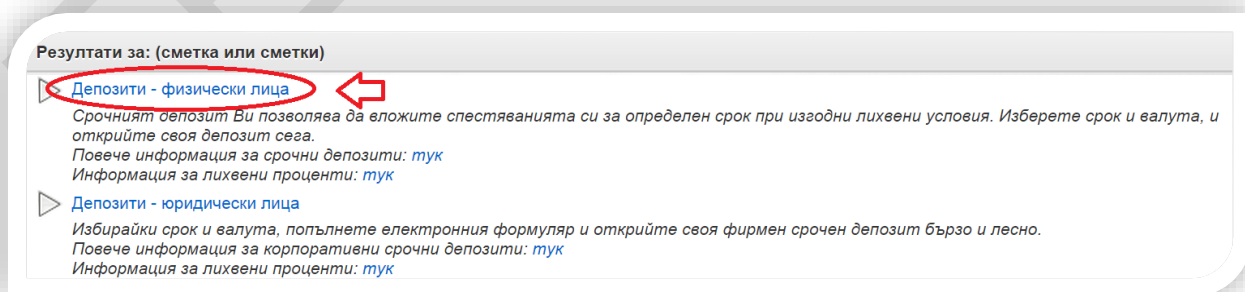 Резултати за: (сметка или сметки)
Депозити - физически лица
Срочният депозит Ви позволява да вложите спестяванията си за определен срок при изгодни лихвени условия. Изберете срок и валута, и
открийте своя депозит сега.
Повече информация за срочни депозити: тук
Информация за лихвени проценти: тук
Депозити - юридически лица
Избирайки срок и валута, попълнете електронния формуляр и открийте своя фирмен срочен депозит бързо и лесно.
Повече информация за корпоративни срочни депозити: тук
Информация за лихвени проценти: тук